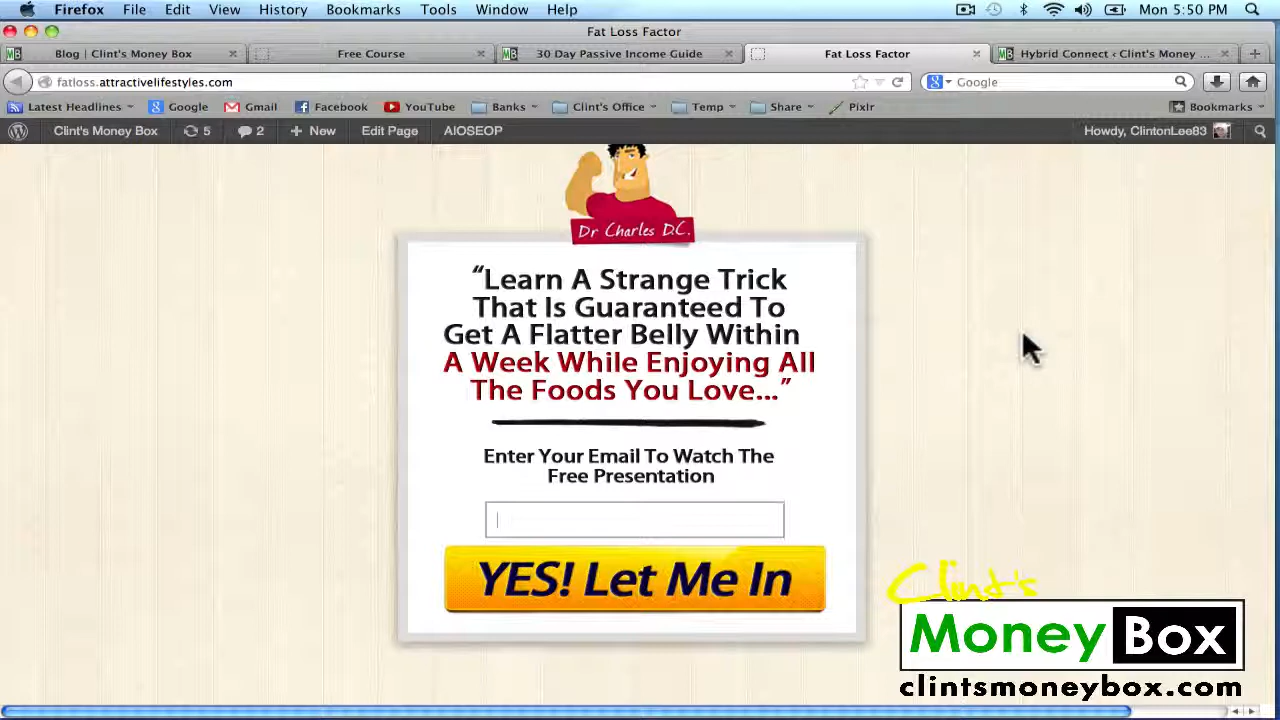 Firefox File Edit View History Bookmarks Tools Window Help Mon 5:50 PM
Fat Loss Factor
MB Blog | Clint's Money Box Free Course MB 30 Day Passive Income Guide Fat Loss Factor MB Hybrid Connect ‹ Clint's Money ...
fatloss.attractivelifestyles.com Google
Latest Headlines Google Gmail Facebook YouTube Banks Clint's Office Temp Share Pixlr Bookmarks
Clint's Money Box 5 2 + New Edit Page AIOSEOP Howdy, ClintonLee83
Dr Charles D.C.
“Learn A Strange Trick
That Is Guaranteed To
Get A Flatter Belly Within
A Week While Enjoying All
The Foods You Love...”
Enter Your Email To Watch The
Free Presentation
YES! Let Me In
Clint's
Money Box
clintsmoneybox.com